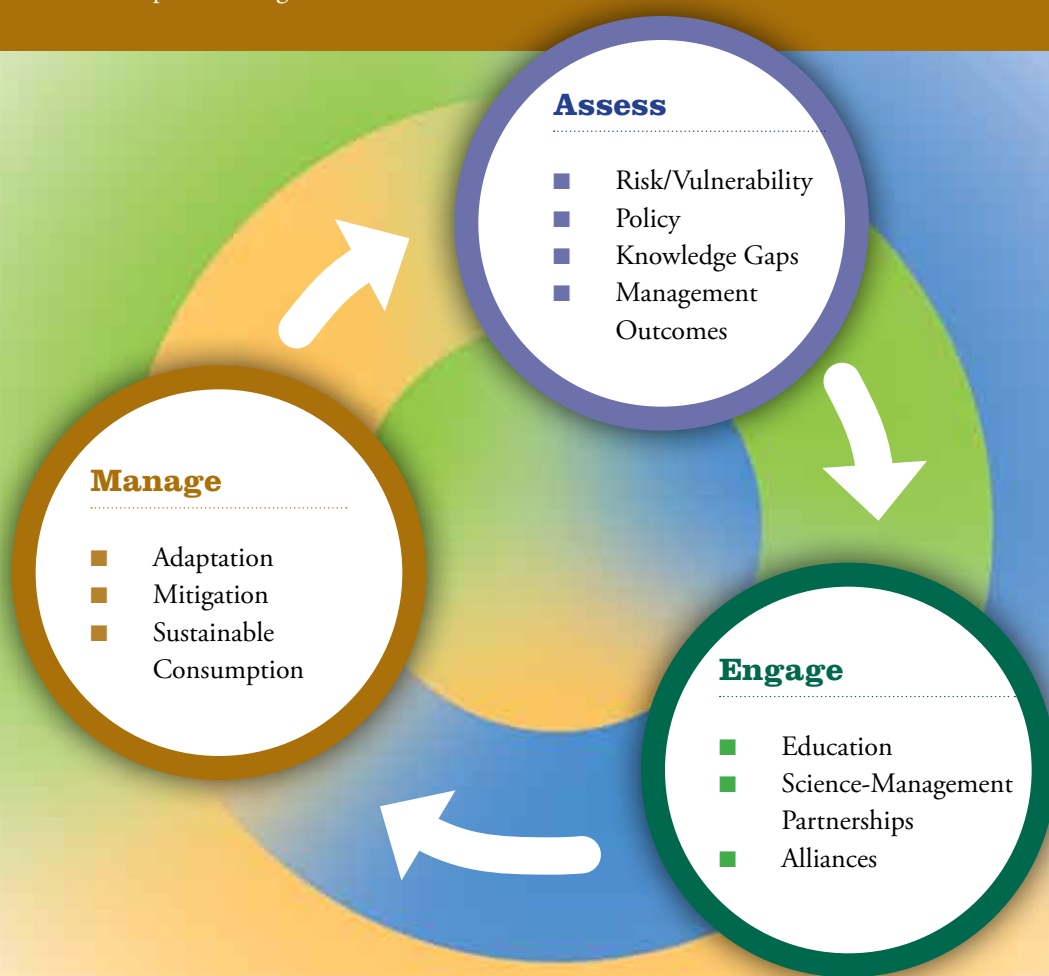 Assess
Risk/Vulnerability
Policy
Knowledge Gaps
Management
Outcomes
Manage
Adaptation
Mitigation
Sustainable
Consumption
Engage
Education
Science-Management
Partnerships
Alliances